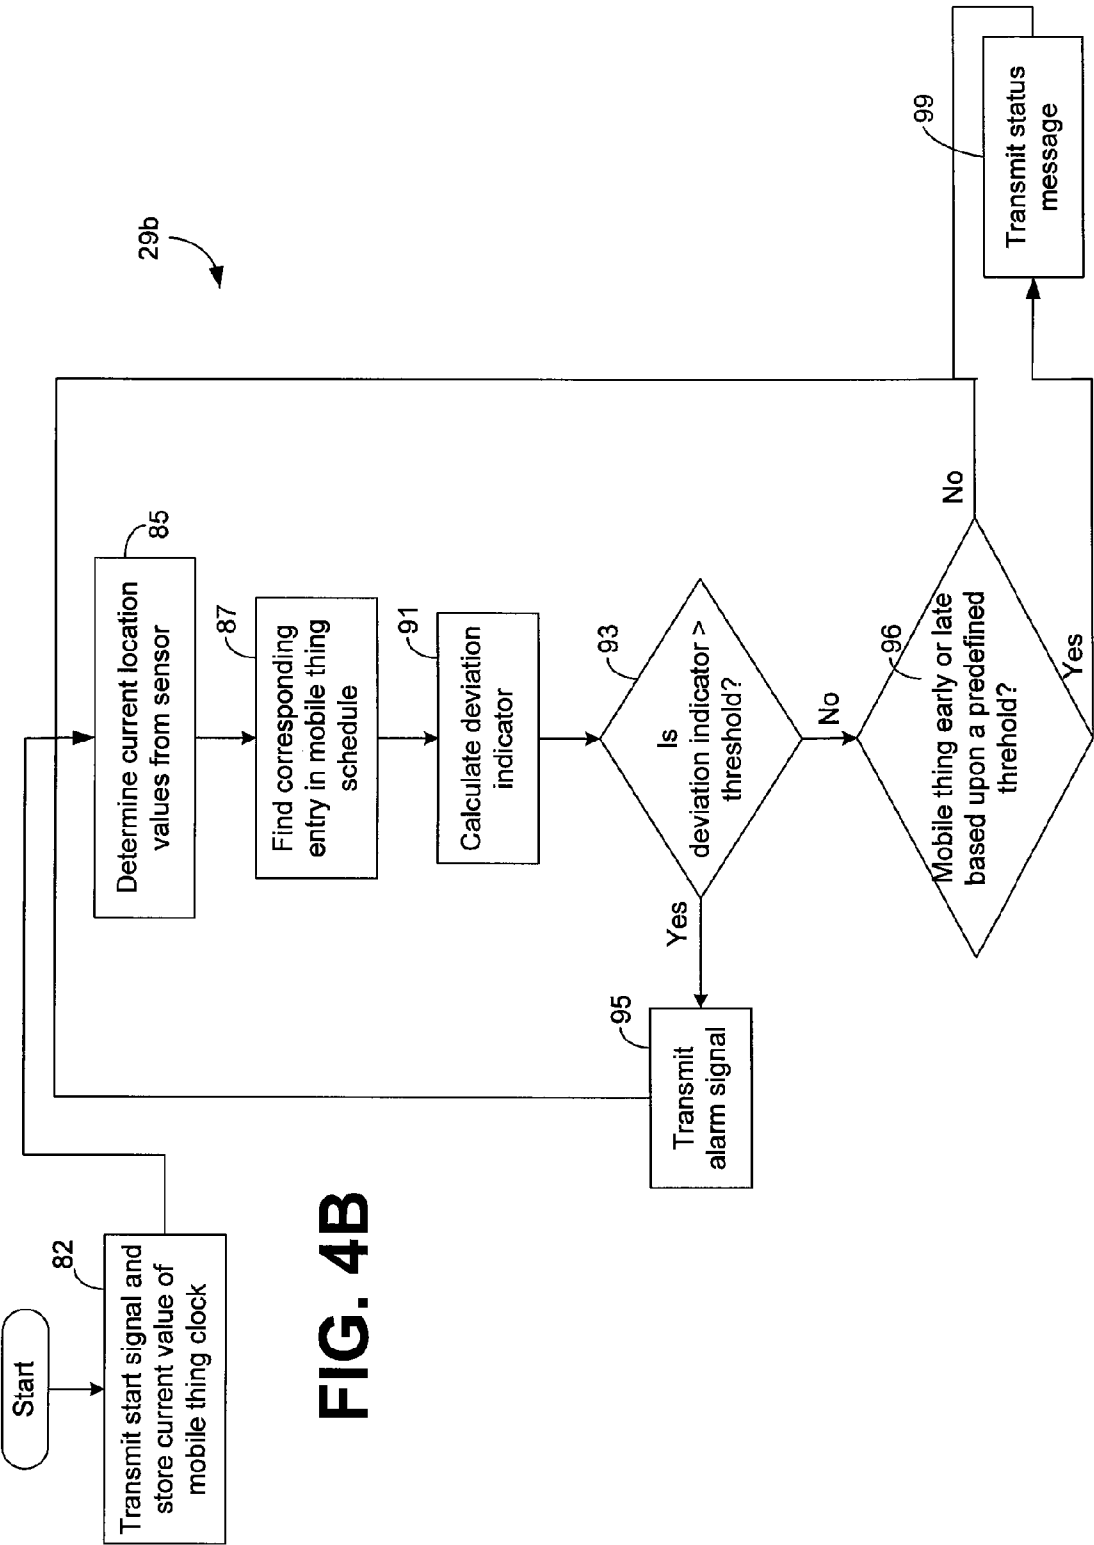 Start
82
Transmit start signal and
store current value of
mobile thing clock
85
Determine current location
values from sensor
87
Find corresponding
entry in mobile thing
schedule
91
Calculate deviation
indicator
93
Is
deviation indicator >
threshold?
Yes
No
95
Transmit
alarm signal
96
Mobile thing early or late
based upon a predefined
threhold?
No
Yes
99
Transmit status
message
29b
FIG. 4B